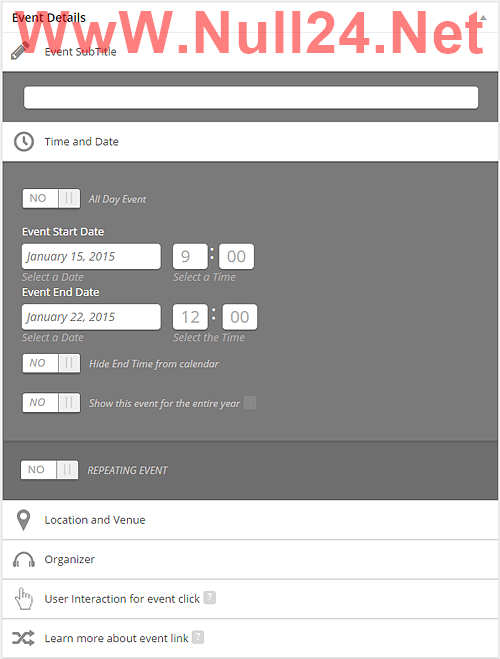 WwW.Null24.Net
Event Details
Event SubTitle
Time and Date
NO All Day Event
Event Start Date
January 15, 2015 9 : 00
Select a Date Select a Time
Event End Date
January 22, 2015 12 : 00
Select a Date Select the Time
NO Hide End Time from calendar
NO Show this event for the entire year
NO REPEATING EVENT
Location and Venue
Organizer
User Interaction for event click ?
Learn more about event link ?